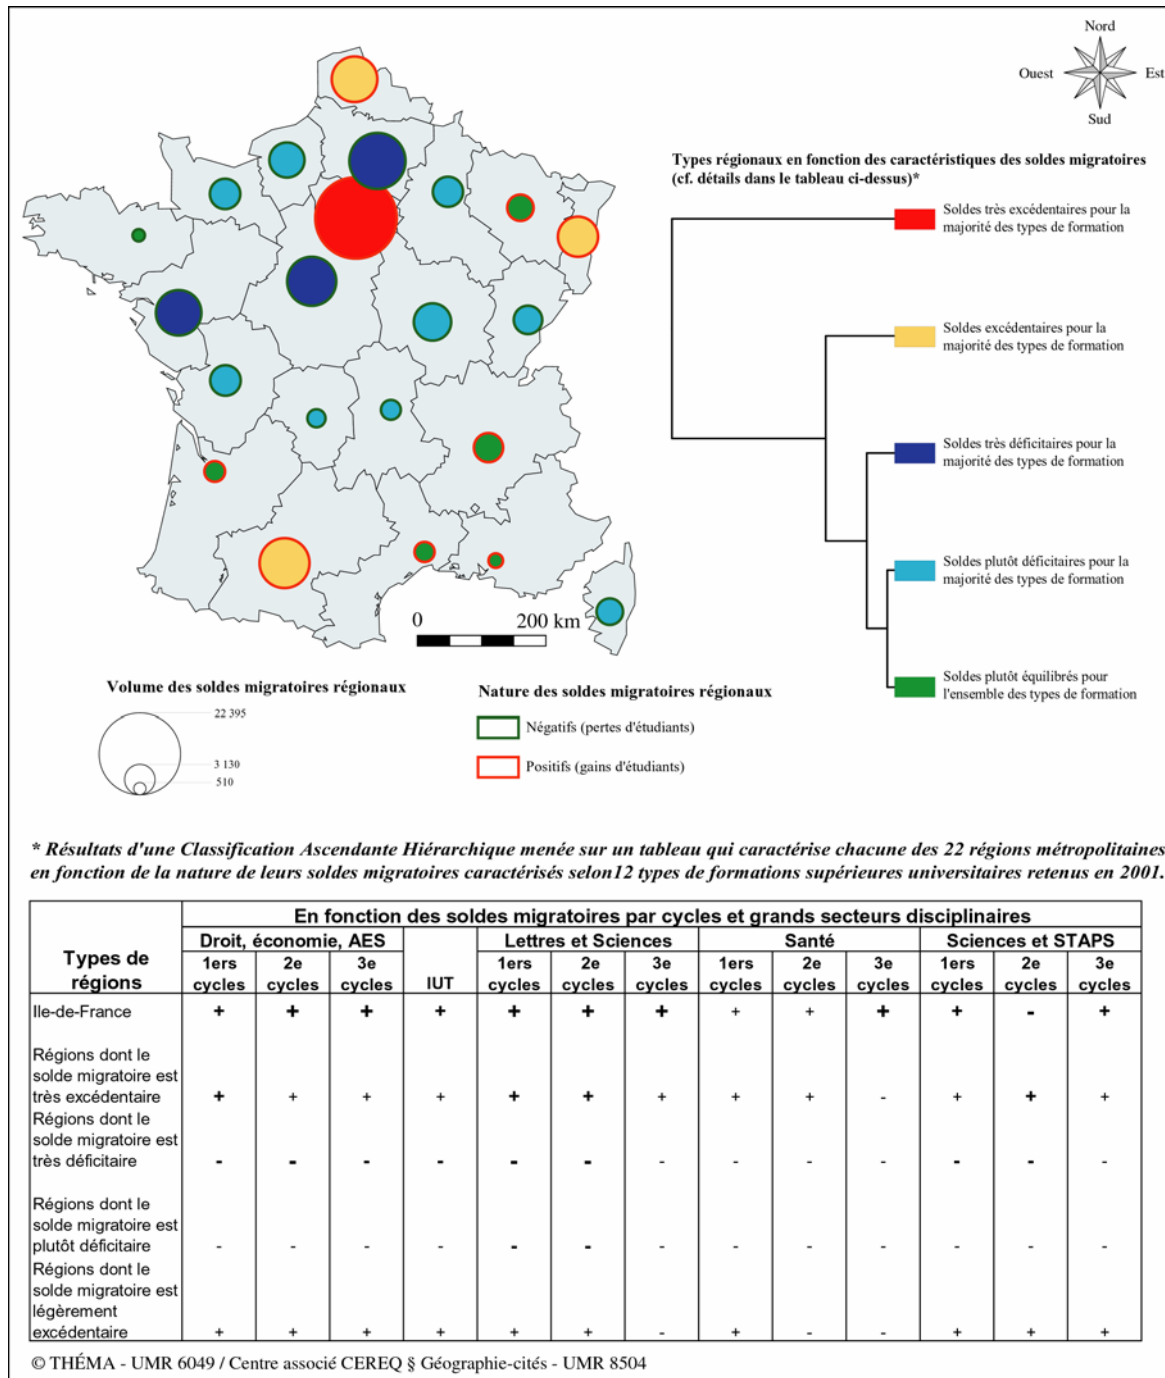 Nord
Ouest
Est
Sud
Types régionaux en fonction des caractéristiques des soldes migratoires
(cf. détails dans le tableau ci-dessus)*
Soldes très excédentaires pour la
majorité des types de formation
Soldes excédentaires pour la
majorité des types de formation
Soldes très déficitaires pour la
majorité des types de formation
Soldes plutôt déficitaires pour la
majorité des types de formation
Soldes plutôt équilibrés pour
l'ensemble des types de formation
0 200 km
Volume des soldes migratoires régionaux
22 395
3 130
510
Nature des soldes migratoires régionaux
Négatifs (pertes d'étudiants)
Positifs (gains d'étudiants)
* Résultats d'une Classification Ascendante Hiérarchique menée sur un tableau qui caractérise chacune des 22 régions métropolitaines
en fonction de la nature de leurs soldes migratoires caractérisés selon12 types de formations supérieures universitaires retenus en 2001.
En fonction des soldes migratoires par cycles et grands secteurs disciplinaires
Types de
régions
Droit, économie, AES
IUT
Lettres et Sciences
Santé
Sciences et STAPS
1ers 2e 3e 1ers 2e 3e 1ers 2e 3e 1ers 2e 3e
cycles cycles cycles cycles cycles cycles cycles cycles cycles cycles cycles cycles
Ile-de-France + + + + + + + + + + + - +
Régions dont le
solde migratoire est
très excédentaire + + + + + + + + + - + + +
Régions dont le
solde migratoire est
très déficitaire - - - - - - - - - - - - -
Régions dont le
solde migratoire est
plutôt déficitaire - - - - - - - - - - - - -
Régions dont le
solde migratoire est
légèrement
excédentaire + + + + + + - + - - + + +
© THÉMA - UMR 6049 / Centre associé CEREQ § Géographie-cités - UMR 8504